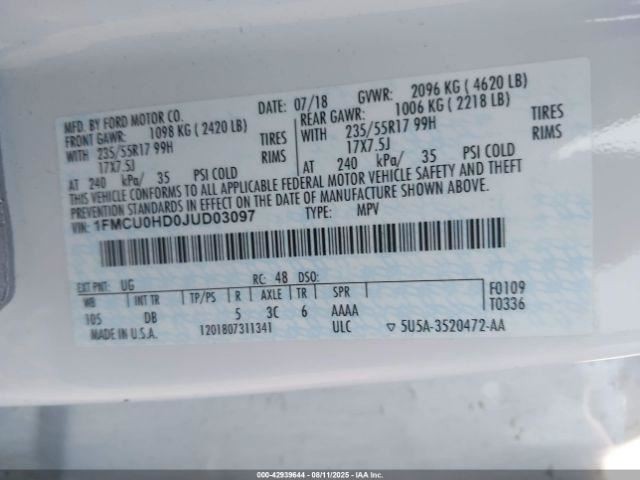 MFD. BY FORD MOTOR CO. DATE: 07/18 GVWR: 2096 KG ( 4620 LB)
FRONT GAWR: 1098 KG ( 2420 LB) REAR GAWR: 1006 KG ( 2218 LB)
WITH 235/55R17 99H TIRES WITH 235/55R17 99H TIRES
17X7.5J RIMS 17X7.5J RIMS
AT 240 kPa/ 35 PSI COLD AT 240 kPa/ 35 PSI COLD
THIS VEHICLE CONFORMS TO ALL APPLICABLE FEDERAL MOTOR VEHICLE SAFETY AND THEFT
PREVENTION STANDARDS IN EFFECT ON THE DATE OF MANUFACTURE SHOWN ABOVE.
VIN: 1FMCU0HD0JUD03097 TYPE: MPV
EXT PNT: UG RC: 48 DSO:
WB INT TR TP/PS R AXLE TR SPR F0109
105 DB 5 3C 6 AAAA T0336
MADE IN U.S.A. 1201807311341 ULC ▽ 5U5A-3520472-AA
000-42939644 - 08/11/2025 - IAAI.COM